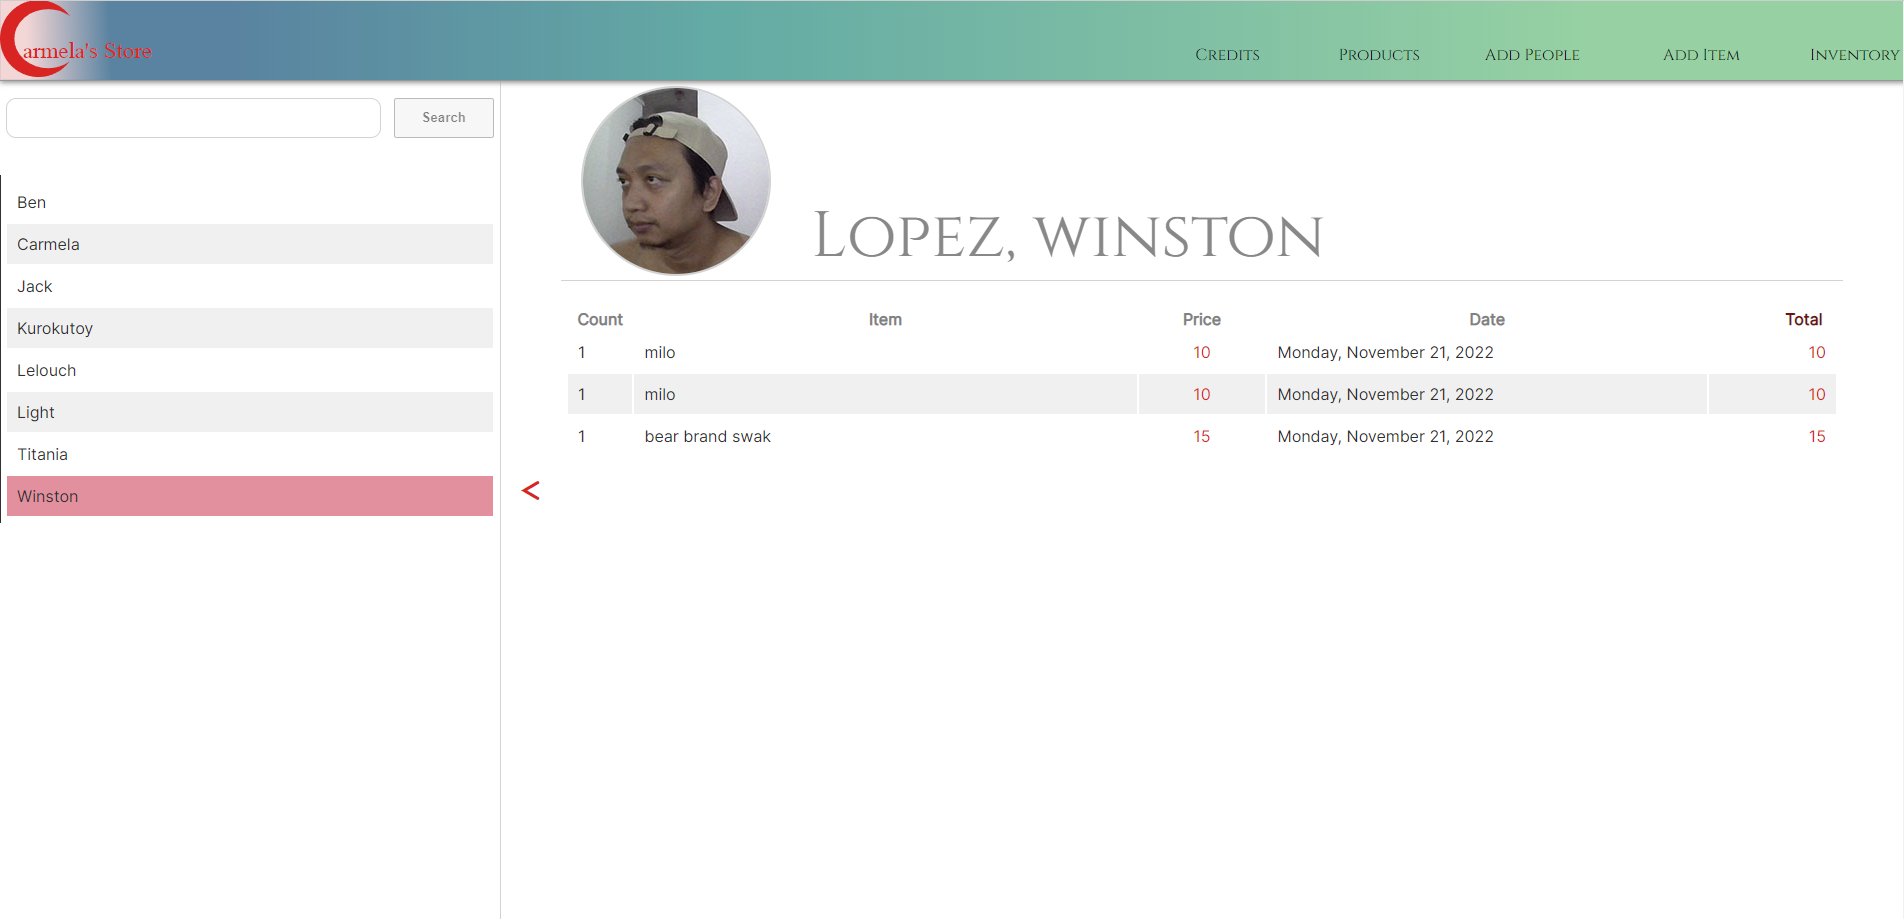 armela's Store
Credits Products Add People Add Item Inventory
Search
Ben
Carmela
Jack
Kurokutoy
Lelouch
Light
Titania
Winston
<
Lopez, winston
Count Item Price Date Total
1 milo 10 Monday, November 21, 2022 10
1 milo 10 Monday, November 21, 2022 10
1 bear brand swak 15 Monday, November 21, 2022 15